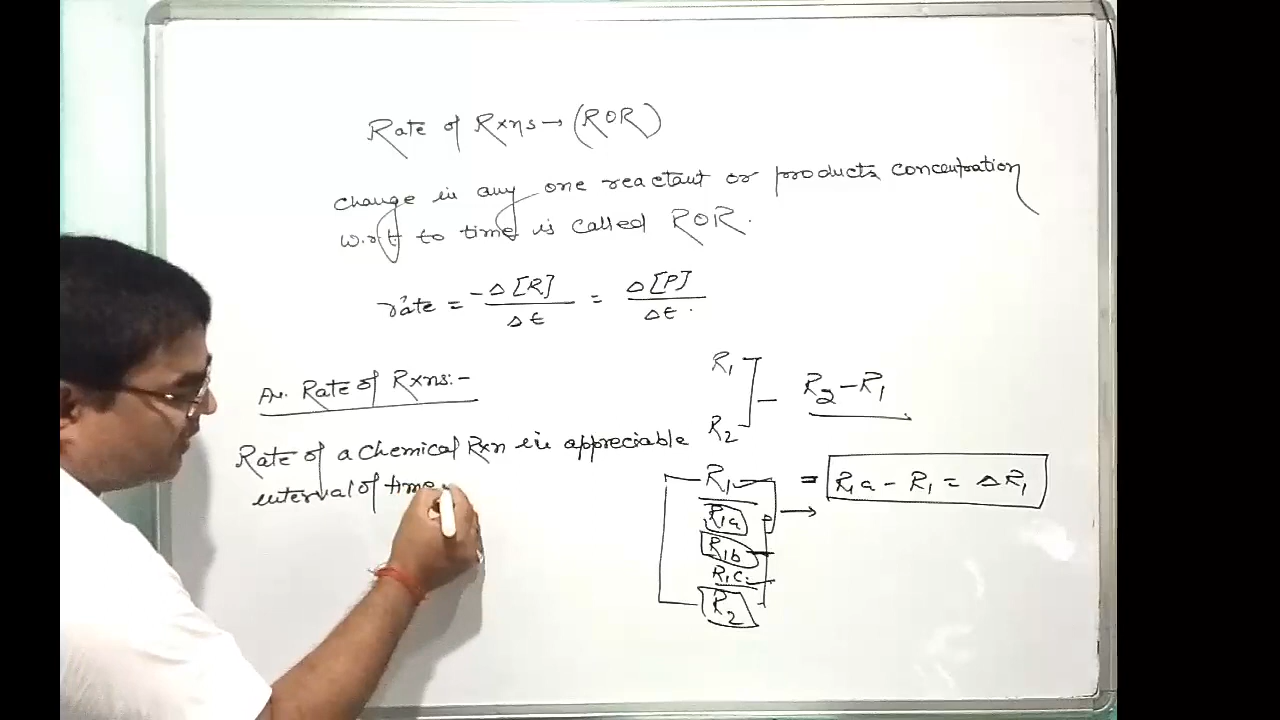 Rate of Rxns → (ROR)
change in any one reactant or products concentration
w.r.t to time is called ROR.
rate = -Δ[R]/Δt = Δ[P]/Δt.
Av. Rate of Rxns:-
Rate of a chemical Rxn in appreciable
interval of time
R1
R2
R2-R1
R1
R1a
R1b
R1c
R2
→
= R1a - R1 = ΔR1